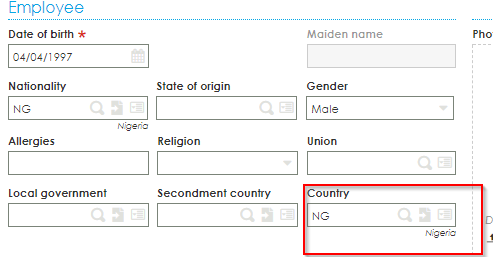 Employee
Date of birth * Maiden name Pho
04/04/1997
Nationality State of origin Gender
NG Male
Nigeria
Allergies Religion Union
Local government Secondment country Country
NG
D
Nigeria